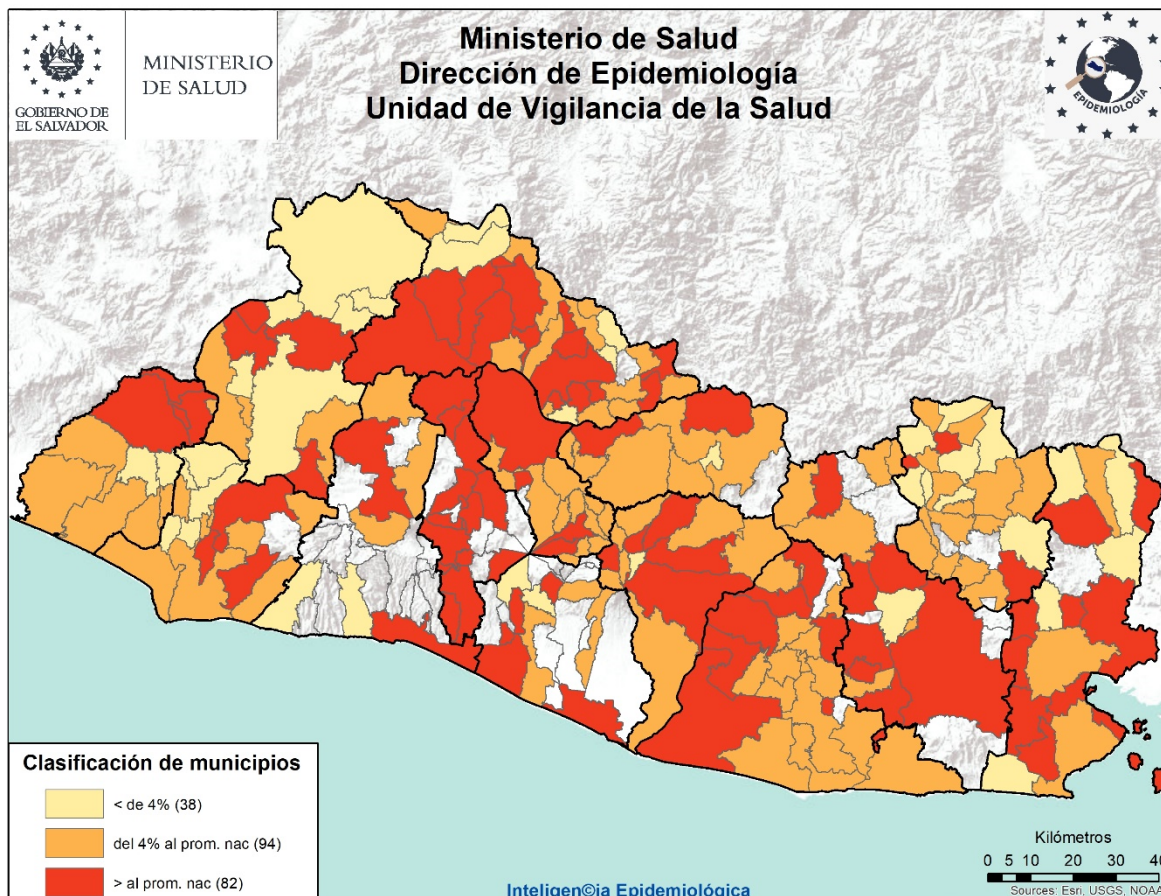 GOBIERNO DE
EL SALVADOR
MINISTERIO
DE SALUD
Ministerio de Salud
Dirección de Epidemiología
Unidad de Vigilancia de la Salud
EPIDEMIOLOGÍA
Clasificación de municipios
< de 4% (38)
del 4% al prom. nac (94)
> al prom. nac (82)
Inteligen©ia Epidemiológica
Kilómetros
0 5 10 20 30 40
Sources: Esri, USGS, NOAA